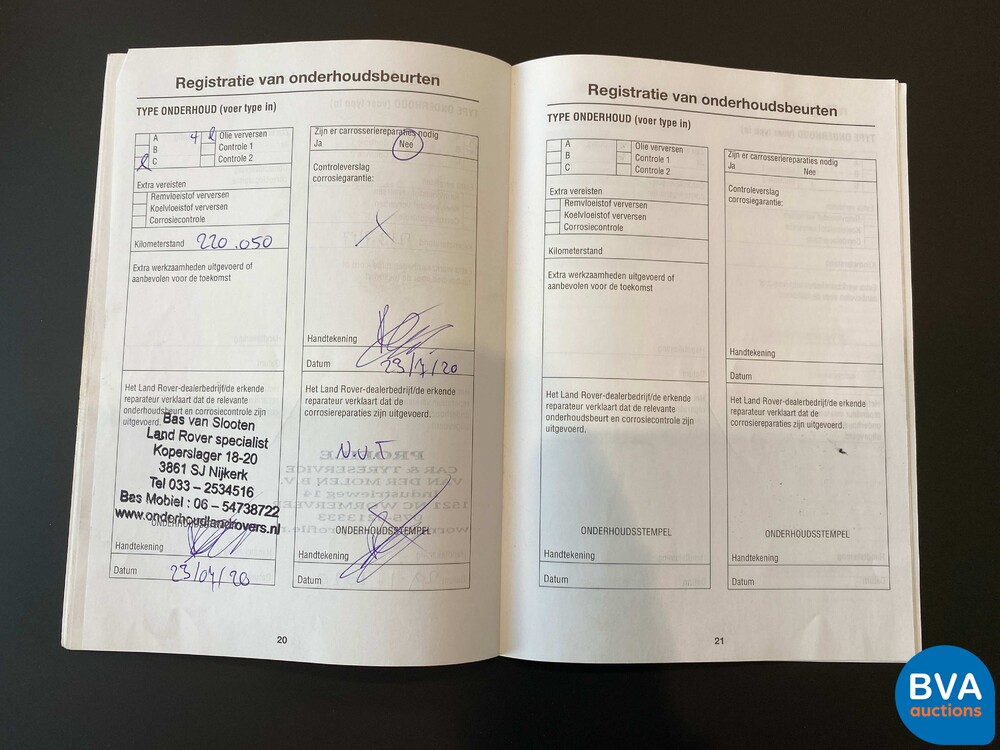 Registratie van onderhoudsbeurten
TYPE ONDERHOUD (voer type in)
A
Olie verversen
B
Controle 1
C
Controle 2
Extra vereisten
Remvloeistof verversen
Koelvloeistof verversen
Corrosiecontrole
Kilometerstand 220.050
Extra werkzaamheden uitgevoerd of
aanbevolen voor de toekomst
Het Land Rover-dealerbedrijf/de erkende
reparateur verklaart dat de relevante
onderhoudsbeurt en corrosiecontrole zijn
uitgevoerd.
Bas van Slooten
Land Rover specialist
Koperslager 18-20
3861 SJ Nijkerk
Tel 033 - 2534516
Bas Mobiel : 06 - 54738722
www.onderhoudlandrovers.nl
ONDERHOUDSSTEMPEL
Handtekening
Datum
Zijn er carrosseriereparaties nodig
Ja Nee
Controleverslag
corrosiegarantie:
X
Handtekening
Datum 23/7/20
Het Land Rover-dealerbedrijf/de erkende
reparateur verklaart dat de
corrosiereparaties zijn uitgevoerd.
ONDERHOUDSSTEMPEL
Handtekening
Datum
20
Registratie van onderhoudsbeurten
TYPE ONDERHOUD (voer type in)
A
Olie verversen
B
Controle 1
C
Controle 2
Extra vereisten
Remvloeistof verversen
Koelvloeistof verversen
Corrosiecontrole
Kilometerstand
Extra werkzaamheden uitgevoerd of
aanbevolen voor de toekomst
Het Land Rover-dealerbedrijf/de erkende
reparateur verklaart dat de relevante
onderhoudsbeurt en corrosiecontrole zijn
uitgevoerd.
ONDERHOUDSSTEMPEL
Handtekening
Datum
Zijn er carrosseriereparaties nodig
Ja Nee
Controleverslag
corrosiegarantie:
Handtekening
Datum
Het Land Rover-dealerbedrijf/de erkende
reparateur verklaart dat de
corrosiereparaties zijn uitgevoerd.
ONDERHOUDSSTEMPEL
Handtekening
Datum
21
BVA
auctions